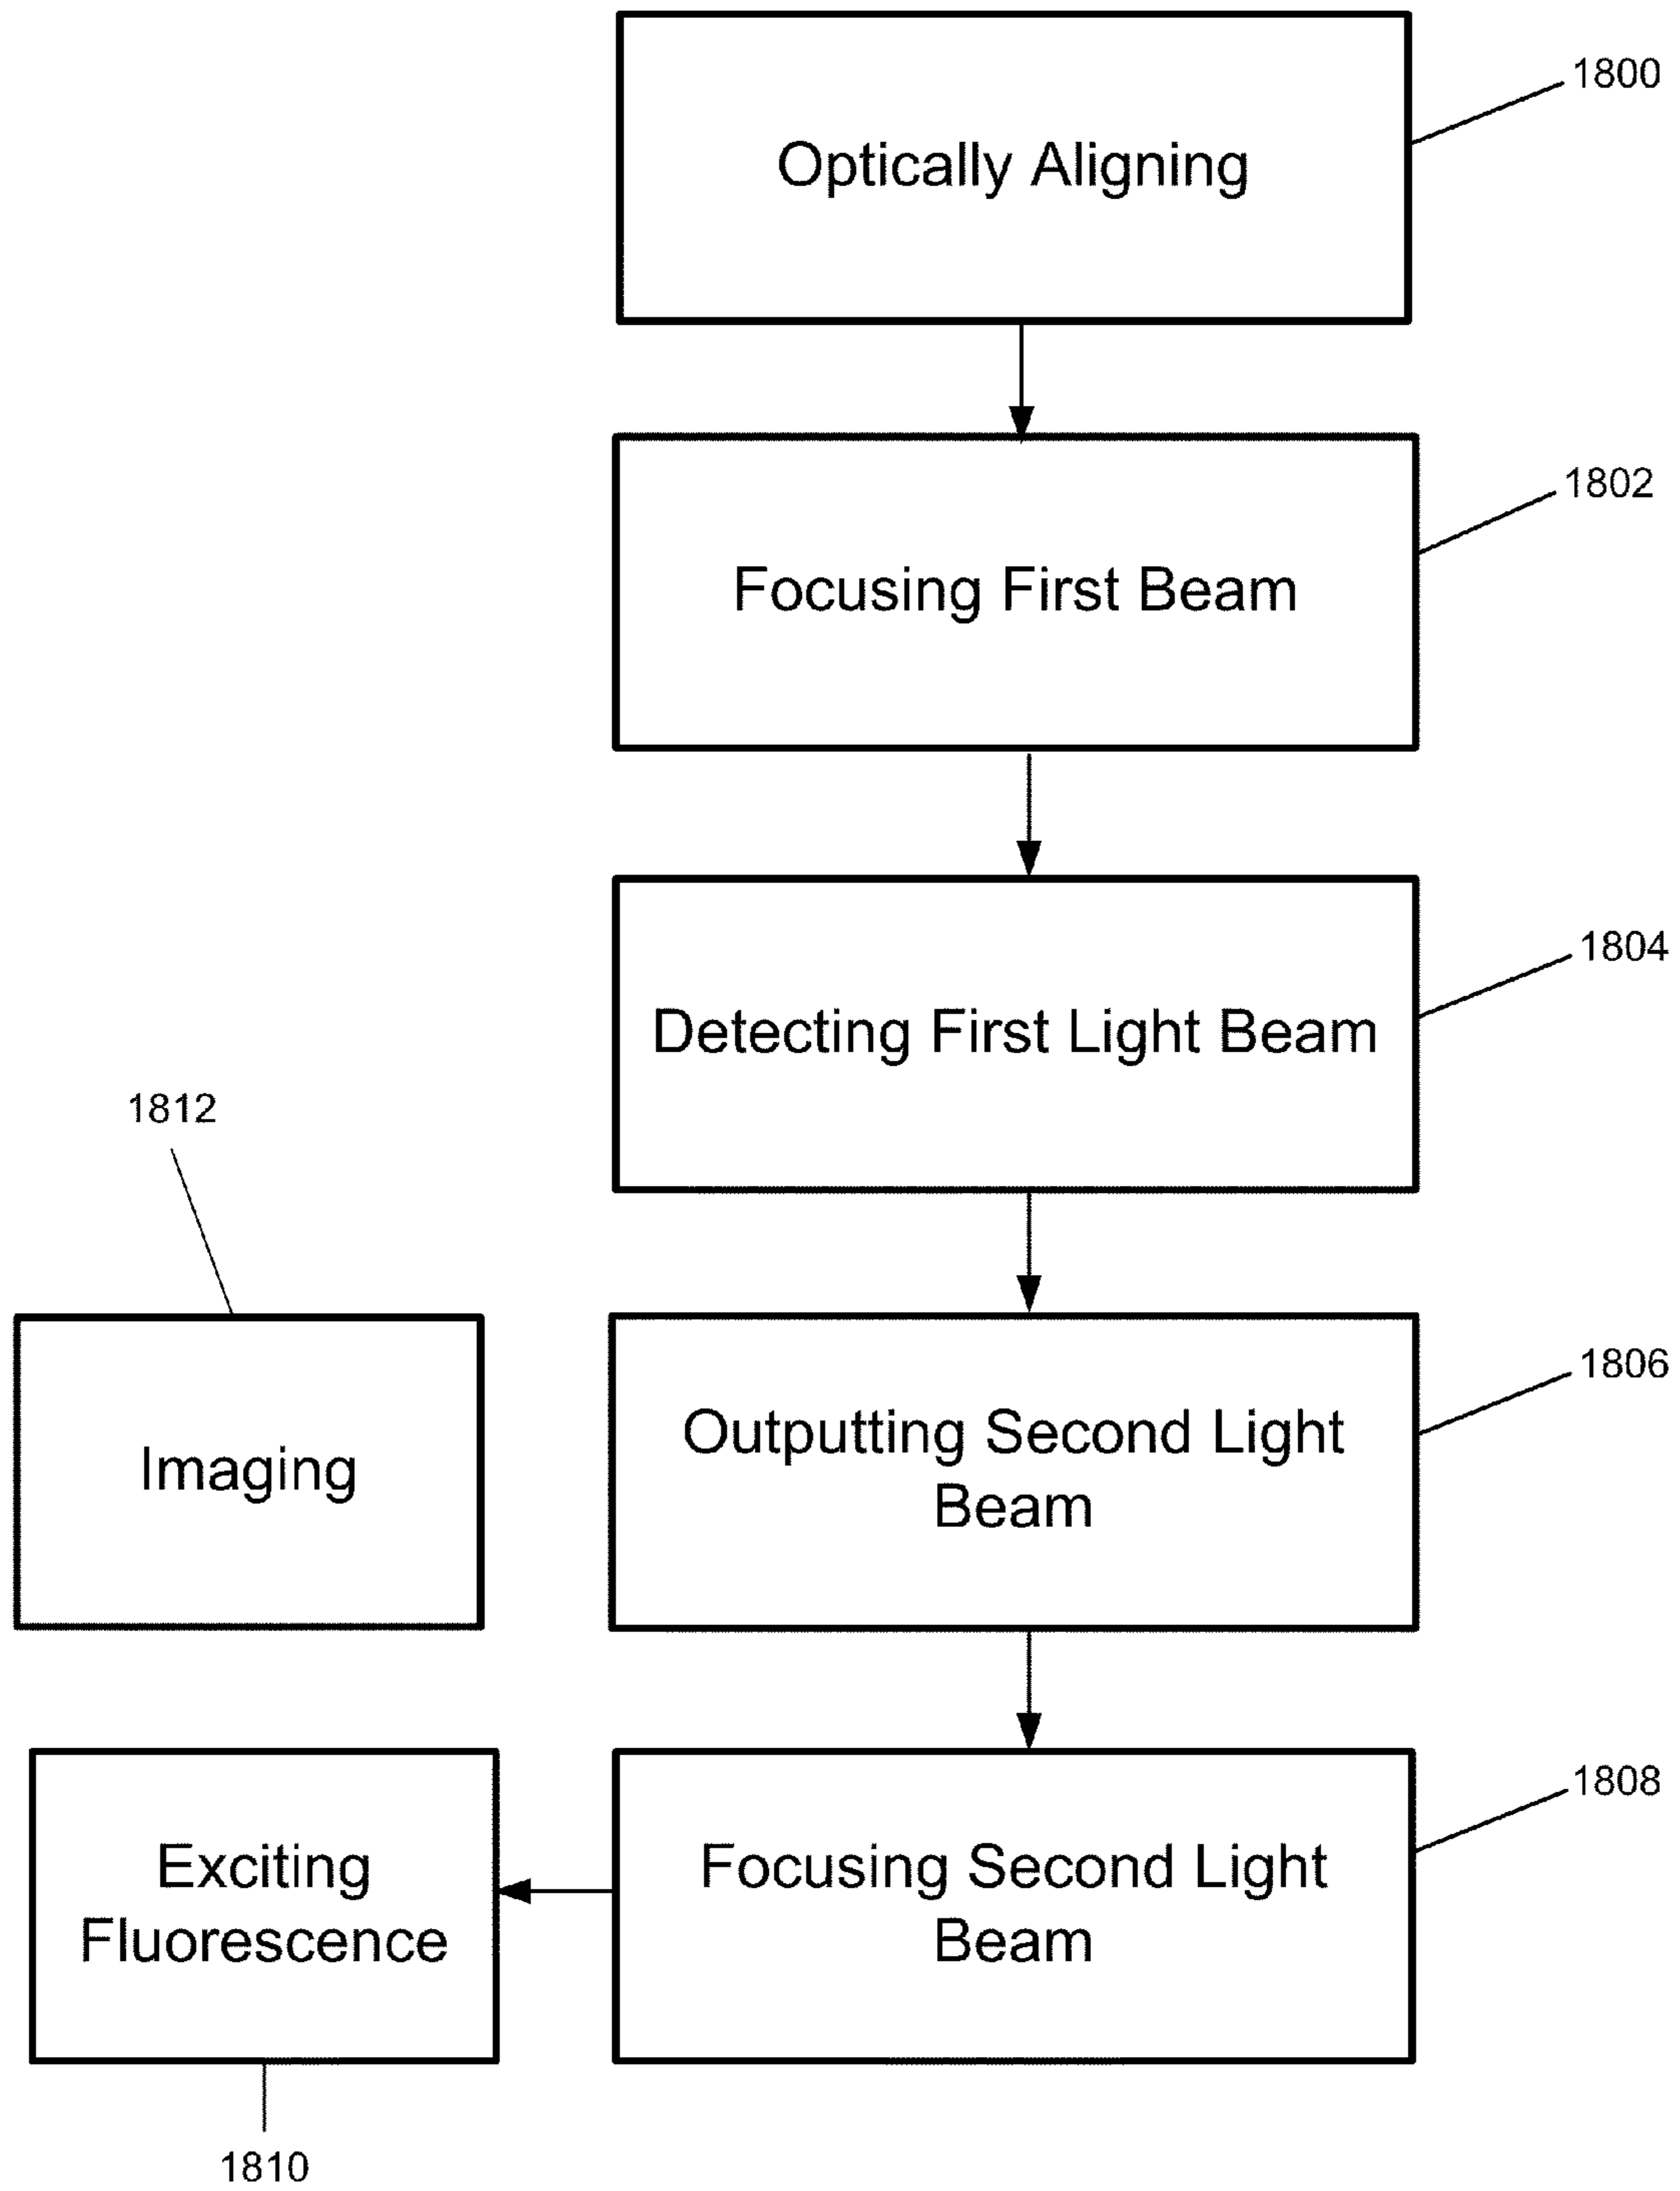 1800
Optically Aligning
1802
Focusing First Beam
1804
Detecting First Light Beam
1812
1806
Imaging
Outputting Second Light
Beam
1808
Focusing Second Light
Beam
Exciting
Fluorescence
1810